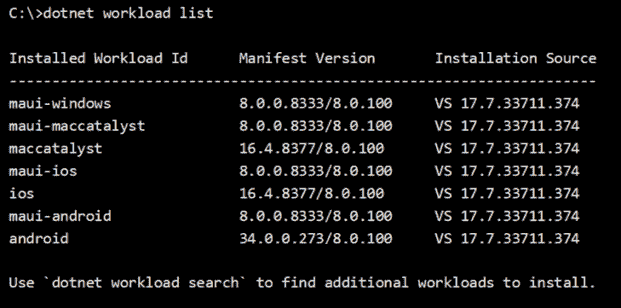 C:\>dotnet workload list
Installed Workload Id Manifest Version Installation Source
--------------------------------------------------------------------
maui-windows 8.0.0.8333/8.0.100 VS 17.7.33711.374
maui-maccatalyst 8.0.0.8333/8.0.100 VS 17.7.33711.374
maccatalyst 16.4.8377/8.0.100 VS 17.7.33711.374
maui-ios 8.0.0.8333/8.0.100 VS 17.7.33711.374
ios 16.4.8377/8.0.100 VS 17.7.33711.374
maui-android 8.0.0.8333/8.0.100 VS 17.7.33711.374
android 34.0.0.273/8.0.100 VS 17.7.33711.374
Use `dotnet workload search` to find additional workloads to install.